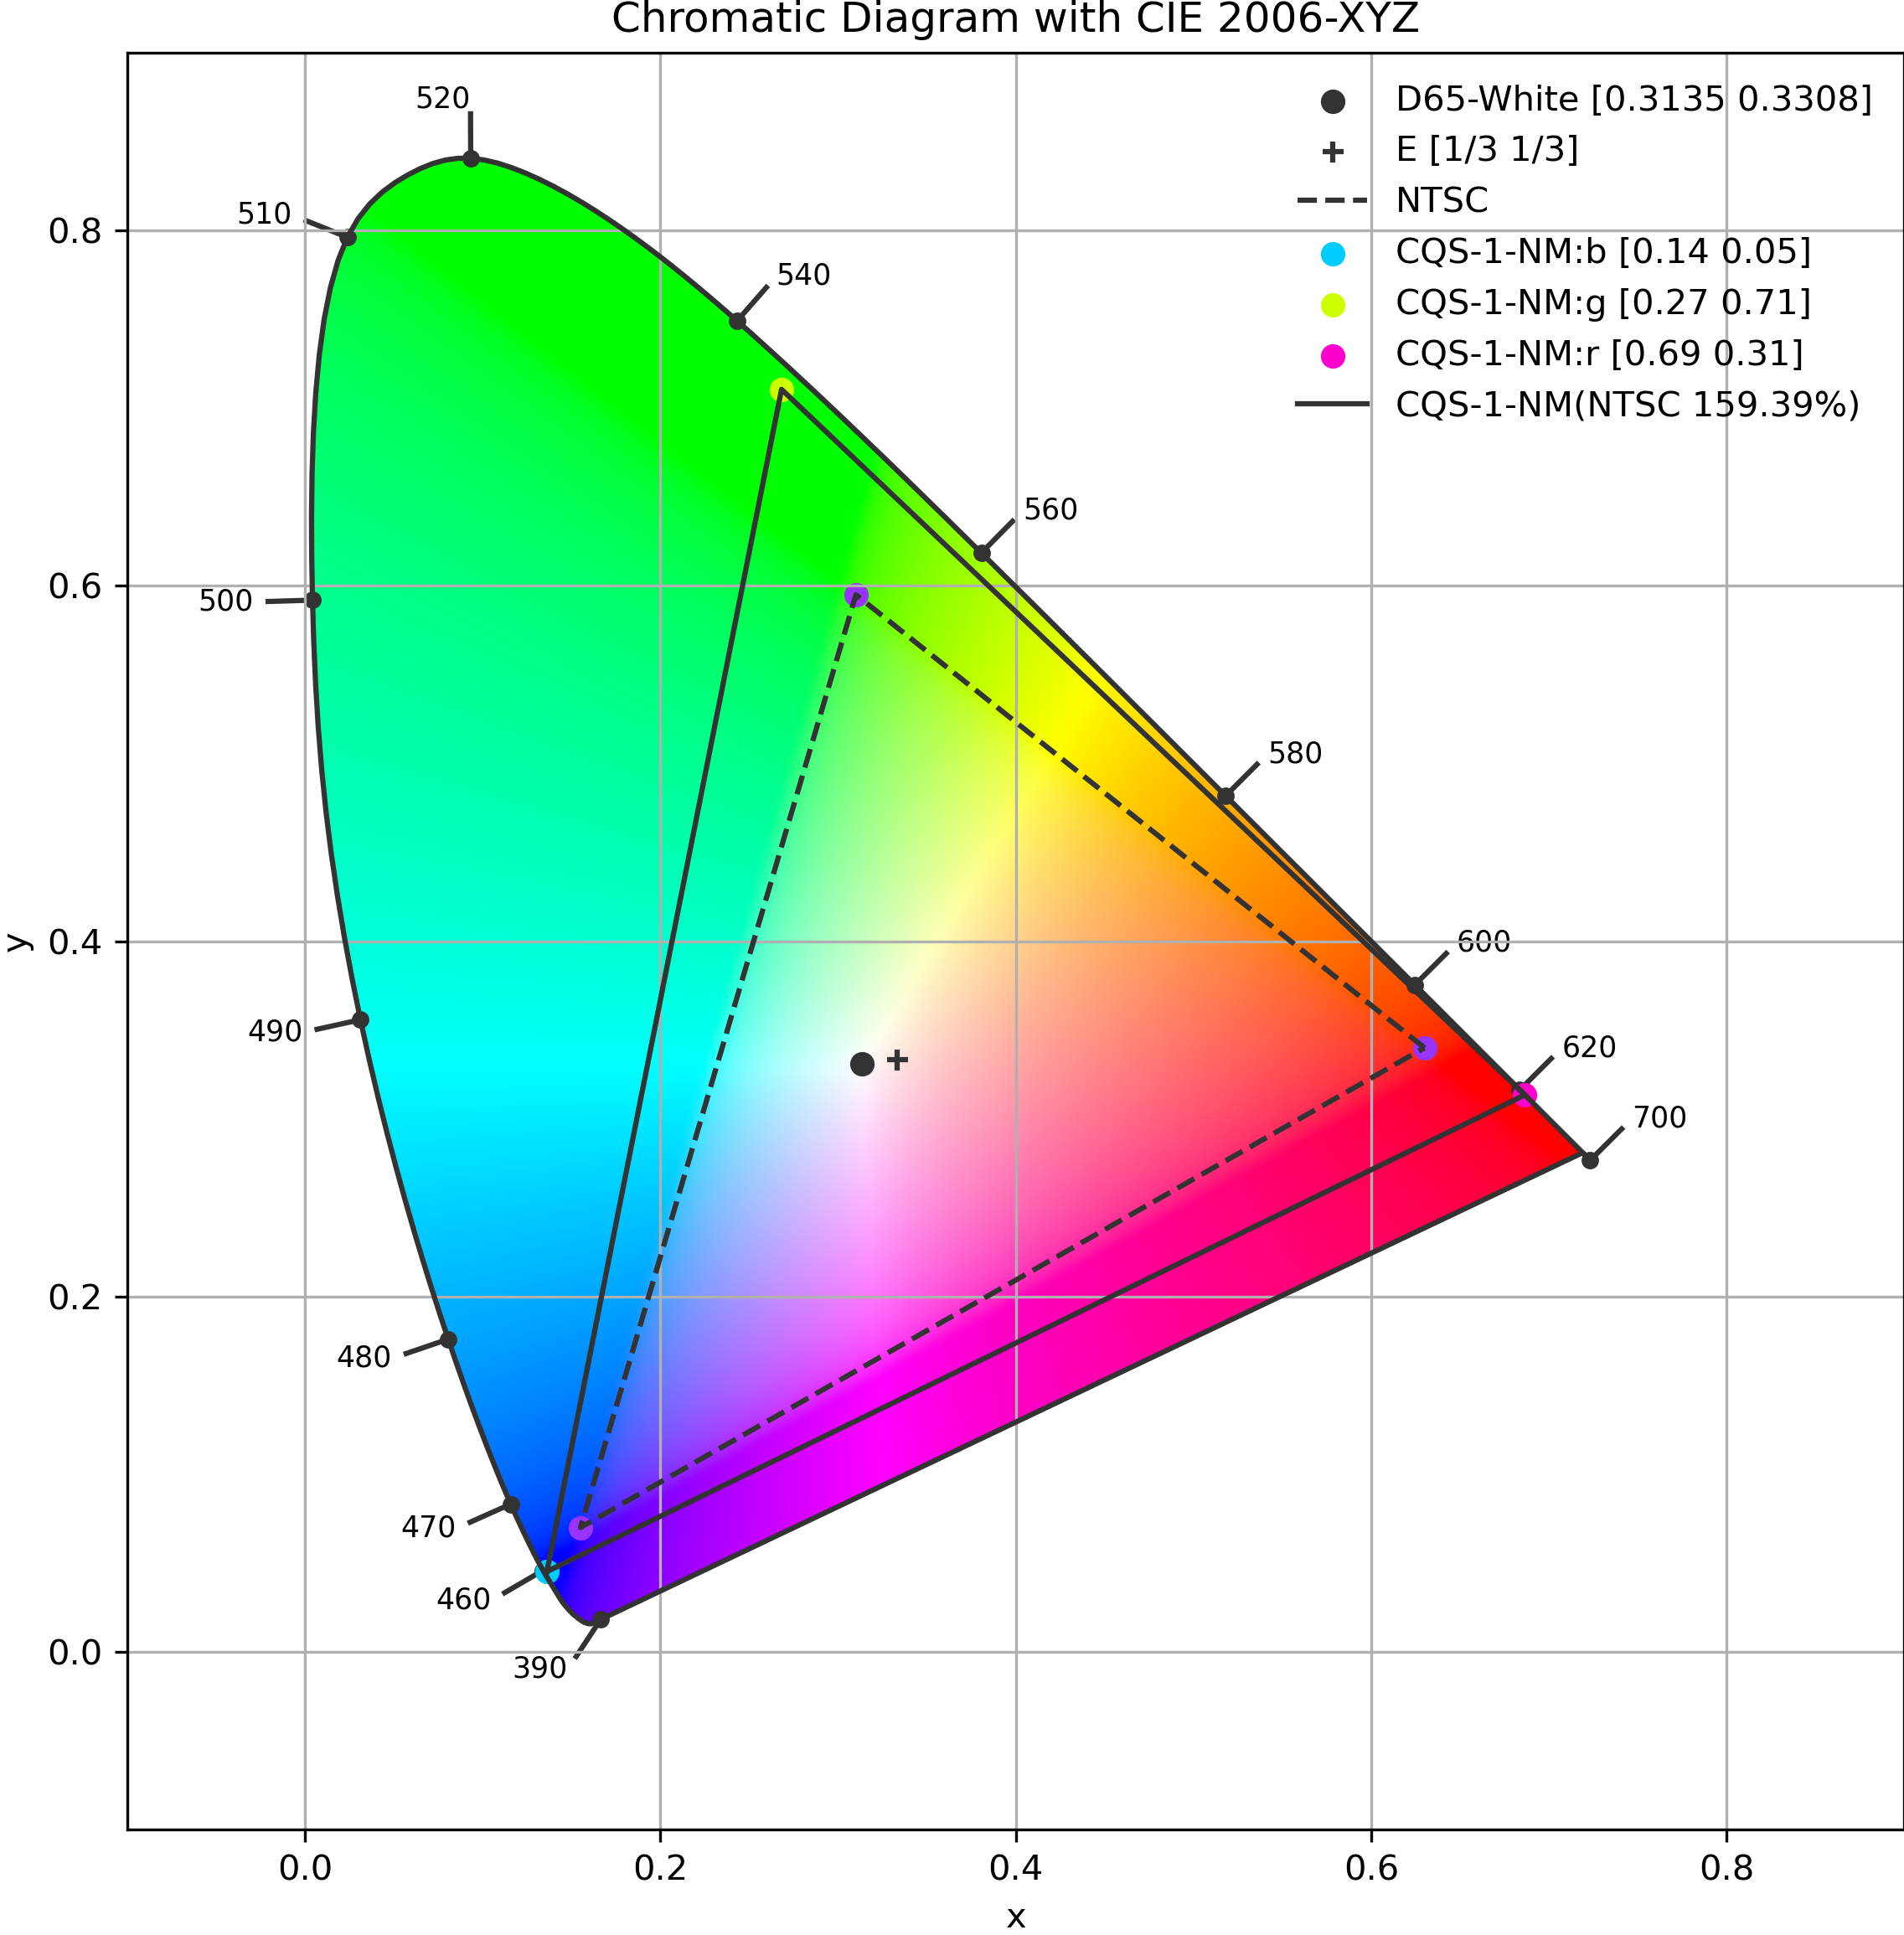 Chromatic Diagram with CIE 2006-XYZ
D65-White [0.3135 0.3308]
E [1/3 1/3]
NTSC
CQS-1-NM:b [0.14 0.05]
CQS-1-NM:g [0.27 0.71]
CQS-1-NM:r [0.69 0.31]
CQS-1-NM(NTSC 159.39%)
520
510
540
560
500
580
600
490
620
700
480
470
460
390
y
0.8
0.6
0.4
0.2
0.0
0.0
0.2
0.4
0.6
0.8
x